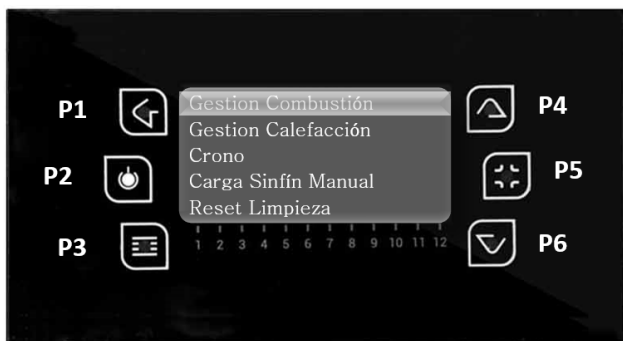 P1
Gestion Combustión
P4
Gestion Calefacción
Crono
P2
P5
Carga Sinfín Manual
Reset Limpieza
1 2 3 4 5 6 7 8 9 10 11 12
P3
P6